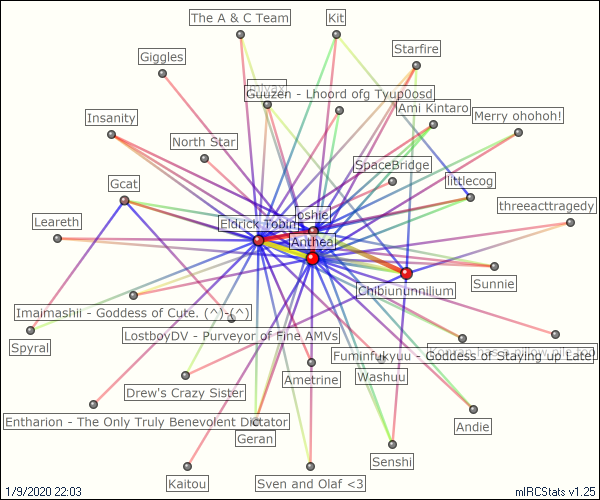 The A & C Team
Kit
Starfire
Giggles
mlvax
Guuzen - Lhoord ofg Tyup0osd
Ami Kintaro
Merry ohohoh!
Insanity
North Star
SpaceBridge
Gcat
littlecog
threeacttragedy
oshie
Leareth
Eldrick Tobin
Anthea
Sunnie
Chibiunununniiium
Imaimashii - Goddess of Cute. (^)-(^)
LostboyDV - Purveyor of Fine AMVs
Spyral
Fuminfukyuu - Goddess of Staying up Late!
Washuu
Ametrine
Drew's Crazy Sister
Entharion - The Only Truly Benevolent Dictator
Andie
Geran
Senshi
Kaitou
Sven and Olaf <3
1/9/2020 22:03
mIRCStats v1.25